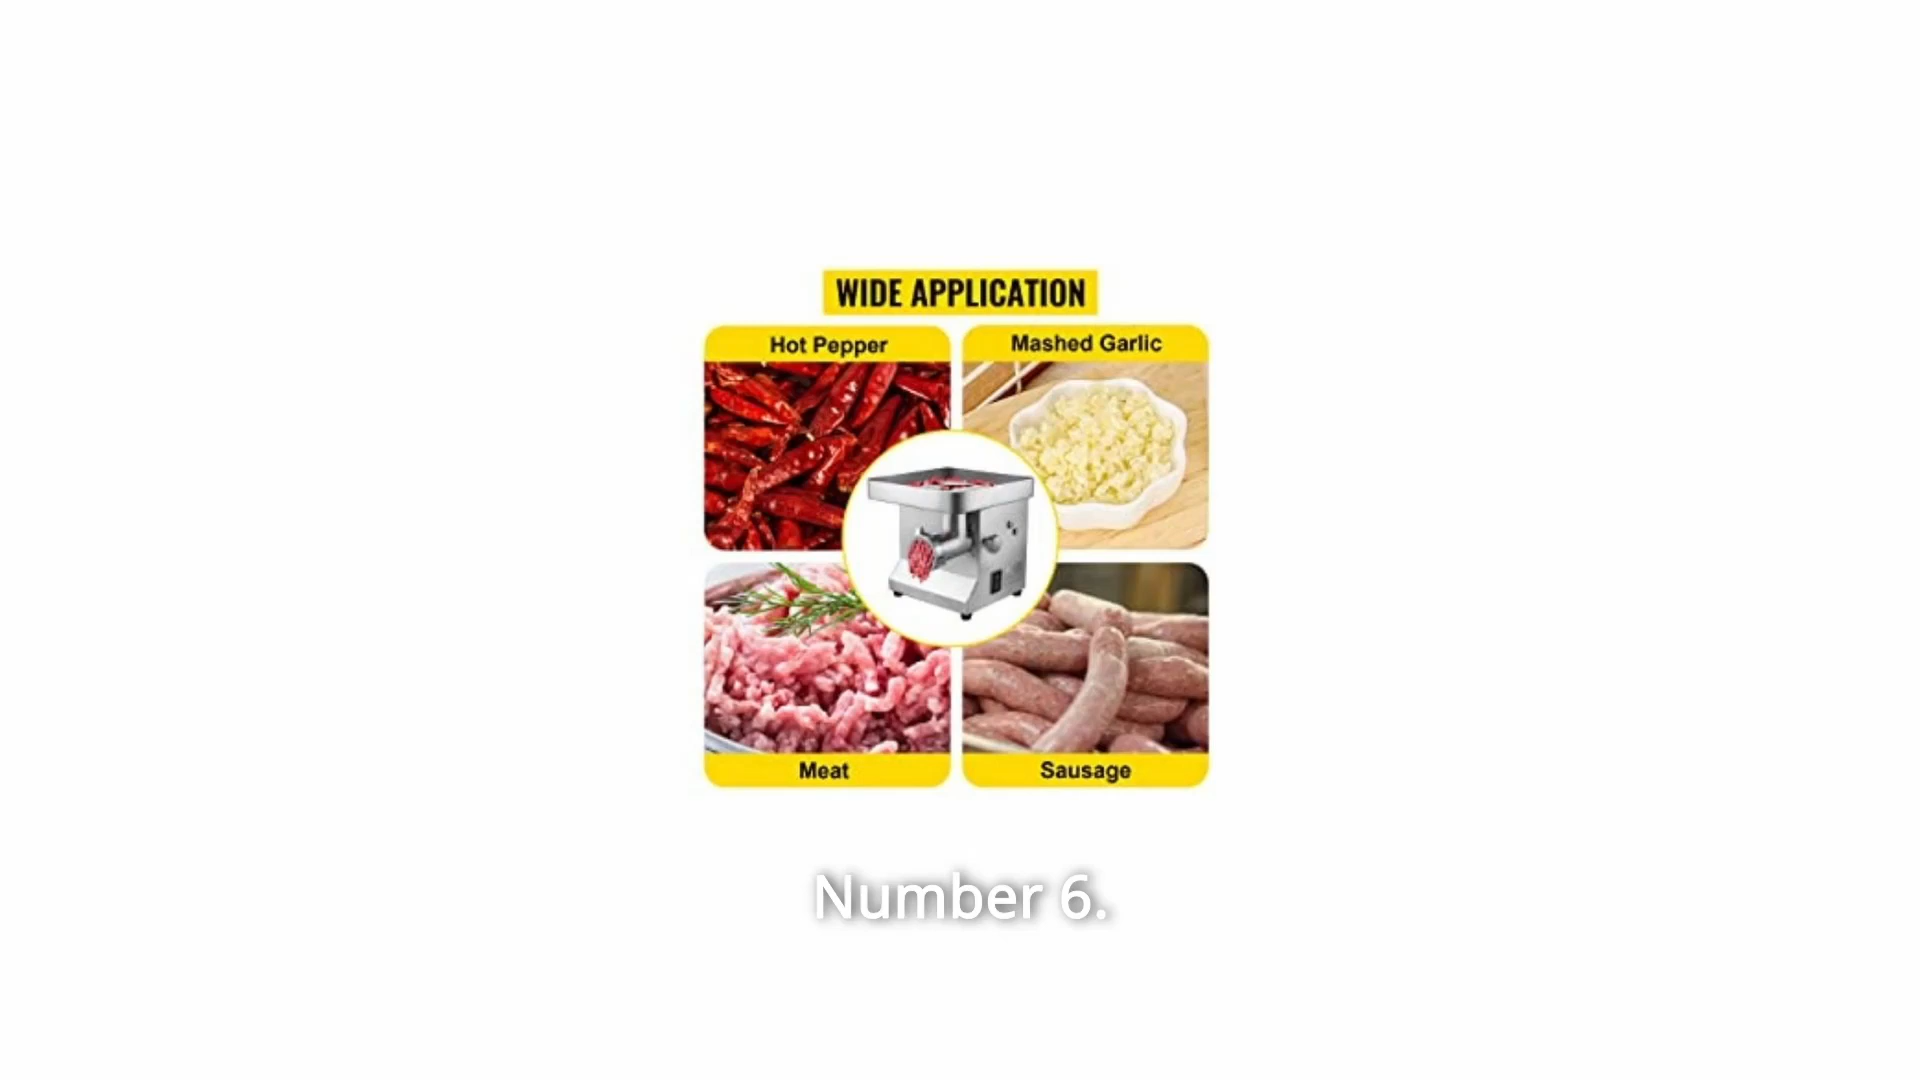 WIDE APPLICATION
Hot Pepper
Mashed Garlic
Meat
Sausage
Number 6.